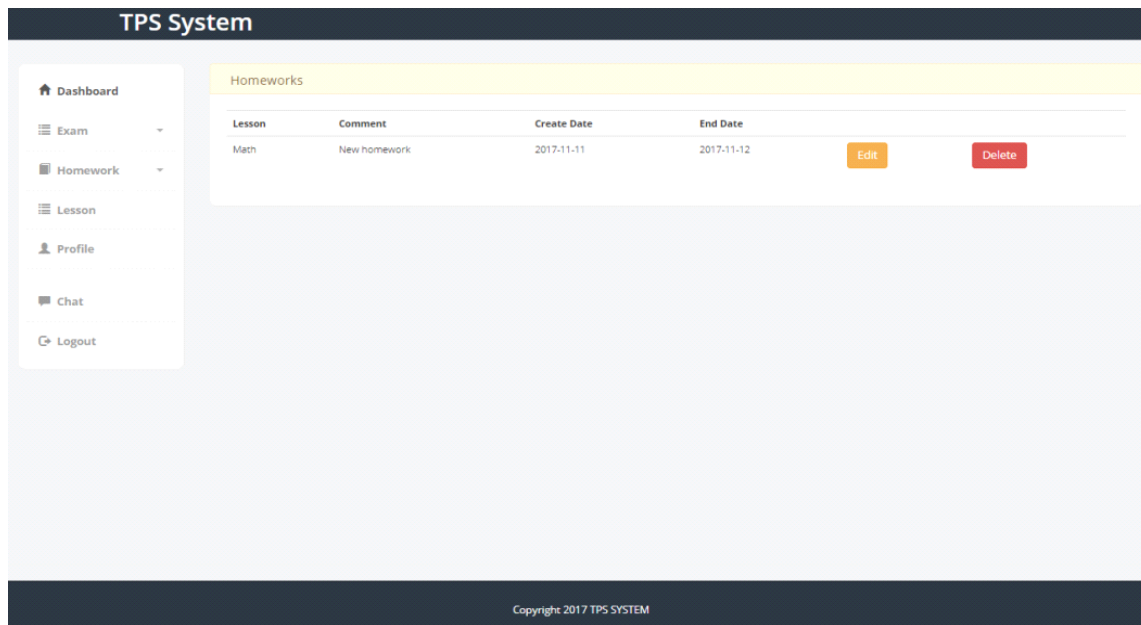 TPS System
Dashboard
Exam
Homework
Lesson
Profile
Chat
Logout
Homeworks
Lesson Comment Create Date End Date
Math New homework 2017-11-11 2017-11-12 Edit Delete
Copyright 2017 TPS SYSTEM